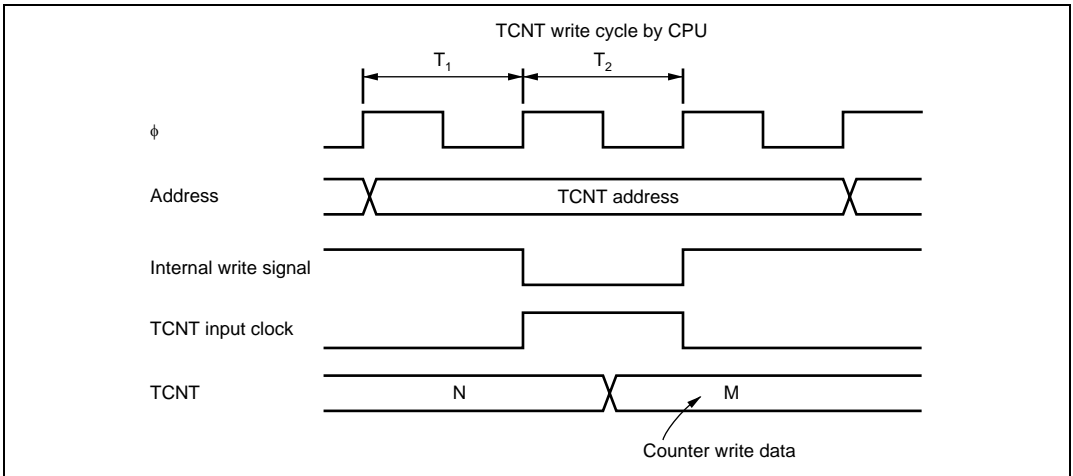 TCNT write cycle by CPU
T1 T2
ϕ
Address TCNT address
Internal write signal
TCNT input clock
TCNT N M
Counter write data